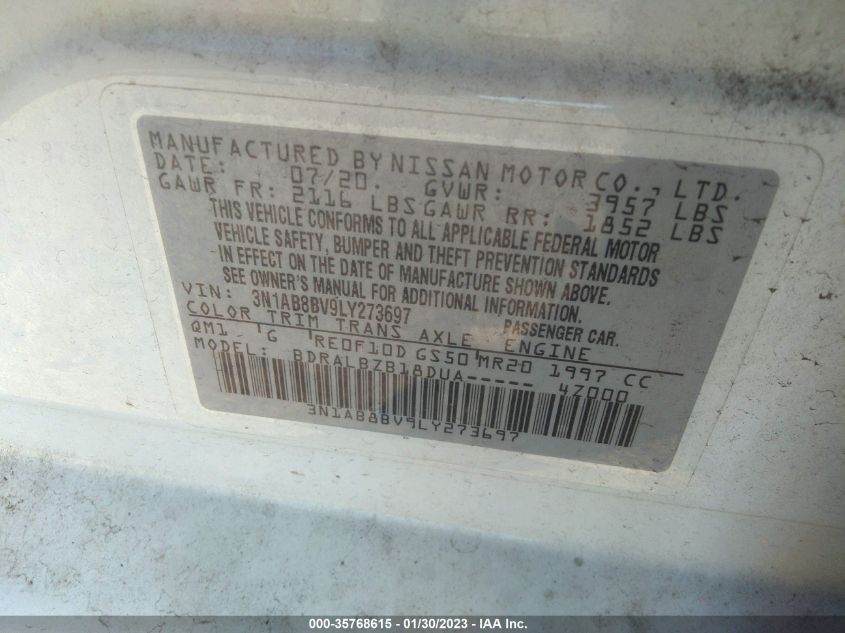 MANUFACTURED BY NISSAN MOTOR CO., LTD.
DATE: 07/20. GVWR: 3957 LBS
GAWR FR: 2116 LBS GAWR RR: 1852 LBS
THIS VEHICLE CONFORMS TO ALL APPLICABLE FEDERAL MOTOR
VEHICLE SAFETY, BUMPER AND THEFT PREVENTION STANDARDS
IN EFFECT ON THE DATE OF MANUFACTURE SHOWN ABOVE.
SEE OWNER'S MANUAL FOR ADDITIONAL INFORMATION.
VIN: 3N1AB8BV9LY273697 PASSENGER CAR.
COLOR TRIM TRANS AXLE ENGINE
QM1 G RE0F10D GS50 MR20 1997 CC
MODEL: BDRALBZB18DUA----- 4Z000
3N1AB8BV9LY273697
000-35768615 - 01/30/2023 - IAA Inc.